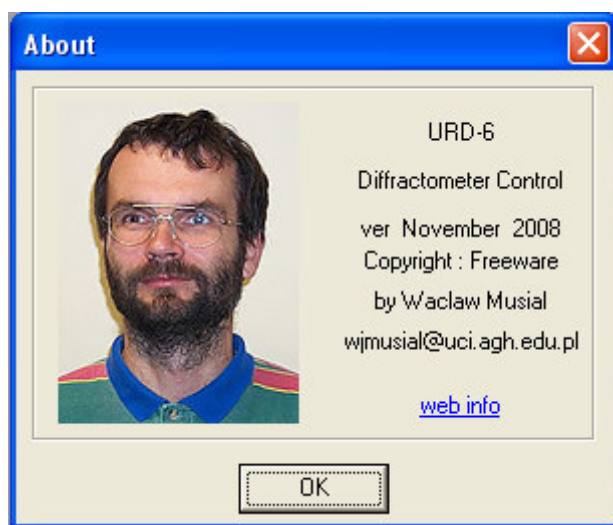 About
URD-6
Diffractometer Control
ver November 2008
Copyright : Freeware
by Waclaw Musial
wjmusial@uci.agh.edu.pl
web info
OK